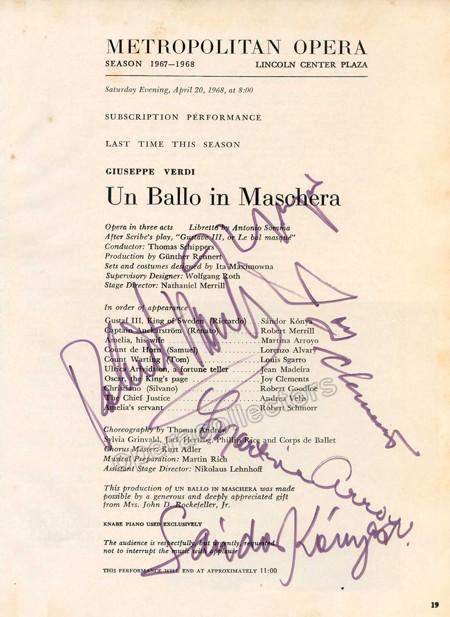 METROPOLITAN OPERA
SEASON 1967–1968 LINCOLN CENTER PLAZA
Saturday Evening, April 20, 1968, at 8:00
SUBSCRIPTION PERFORMANCE
LAST TIME THIS SEASON
GIUSEPPE VERDI
Un Ballo in Maschera
Opera in three acts Libretto by Antonio Somma
After Scribe's play, "Gustave III, or Le bal masqué"
Conductor: Thomas Schippers
Production by Günther Rennert
Sets and costumes designed by Ita Maximowna
Supervisory Designer: Wolfgang Roth
Stage Director: Nathaniel Merrill
In order of appearance
Gustaf III, King of Sweden (Riccardo) Sándor Kónya
Captain Anckarström (Renato) Robert Merrill
Amelia, his wife Martina Arroyo
Count de Horn (Samuel) Lorenzo Alvary
Count Warting (Tom) Louis Sgarro
Ulrica Arvidson, a fortune teller Jean Madeira
Oscar, the King's page Joy Clements
Christiano (Silvano) Robert Goodloe
The Chief Justice Andrea Velis
Amelia's servant Robert Schmorr
Choreography by Thomas Andrew
Sylvia Grinvald, Jan Hertzog, Phillip Rice and Corps de Ballet
Chorus Master: Kurt Adler
Musical Preparation: Martin Rich
Assistant Stage Director: Nikolaus Lehnhoff
This production of UN BALLO IN MASCHERA was made
possible by a generous and deeply appreciated gift
from Mrs. John D. Rockefeller, Jr.
KNABE PIANO USED EXCLUSIVELY
The audience is respectfully, but urgently, requested
not to interrupt the music with applause
THIS PERFORMANCE WILL END AT APPROXIMATELY 11:00
Sándor Kónya
19